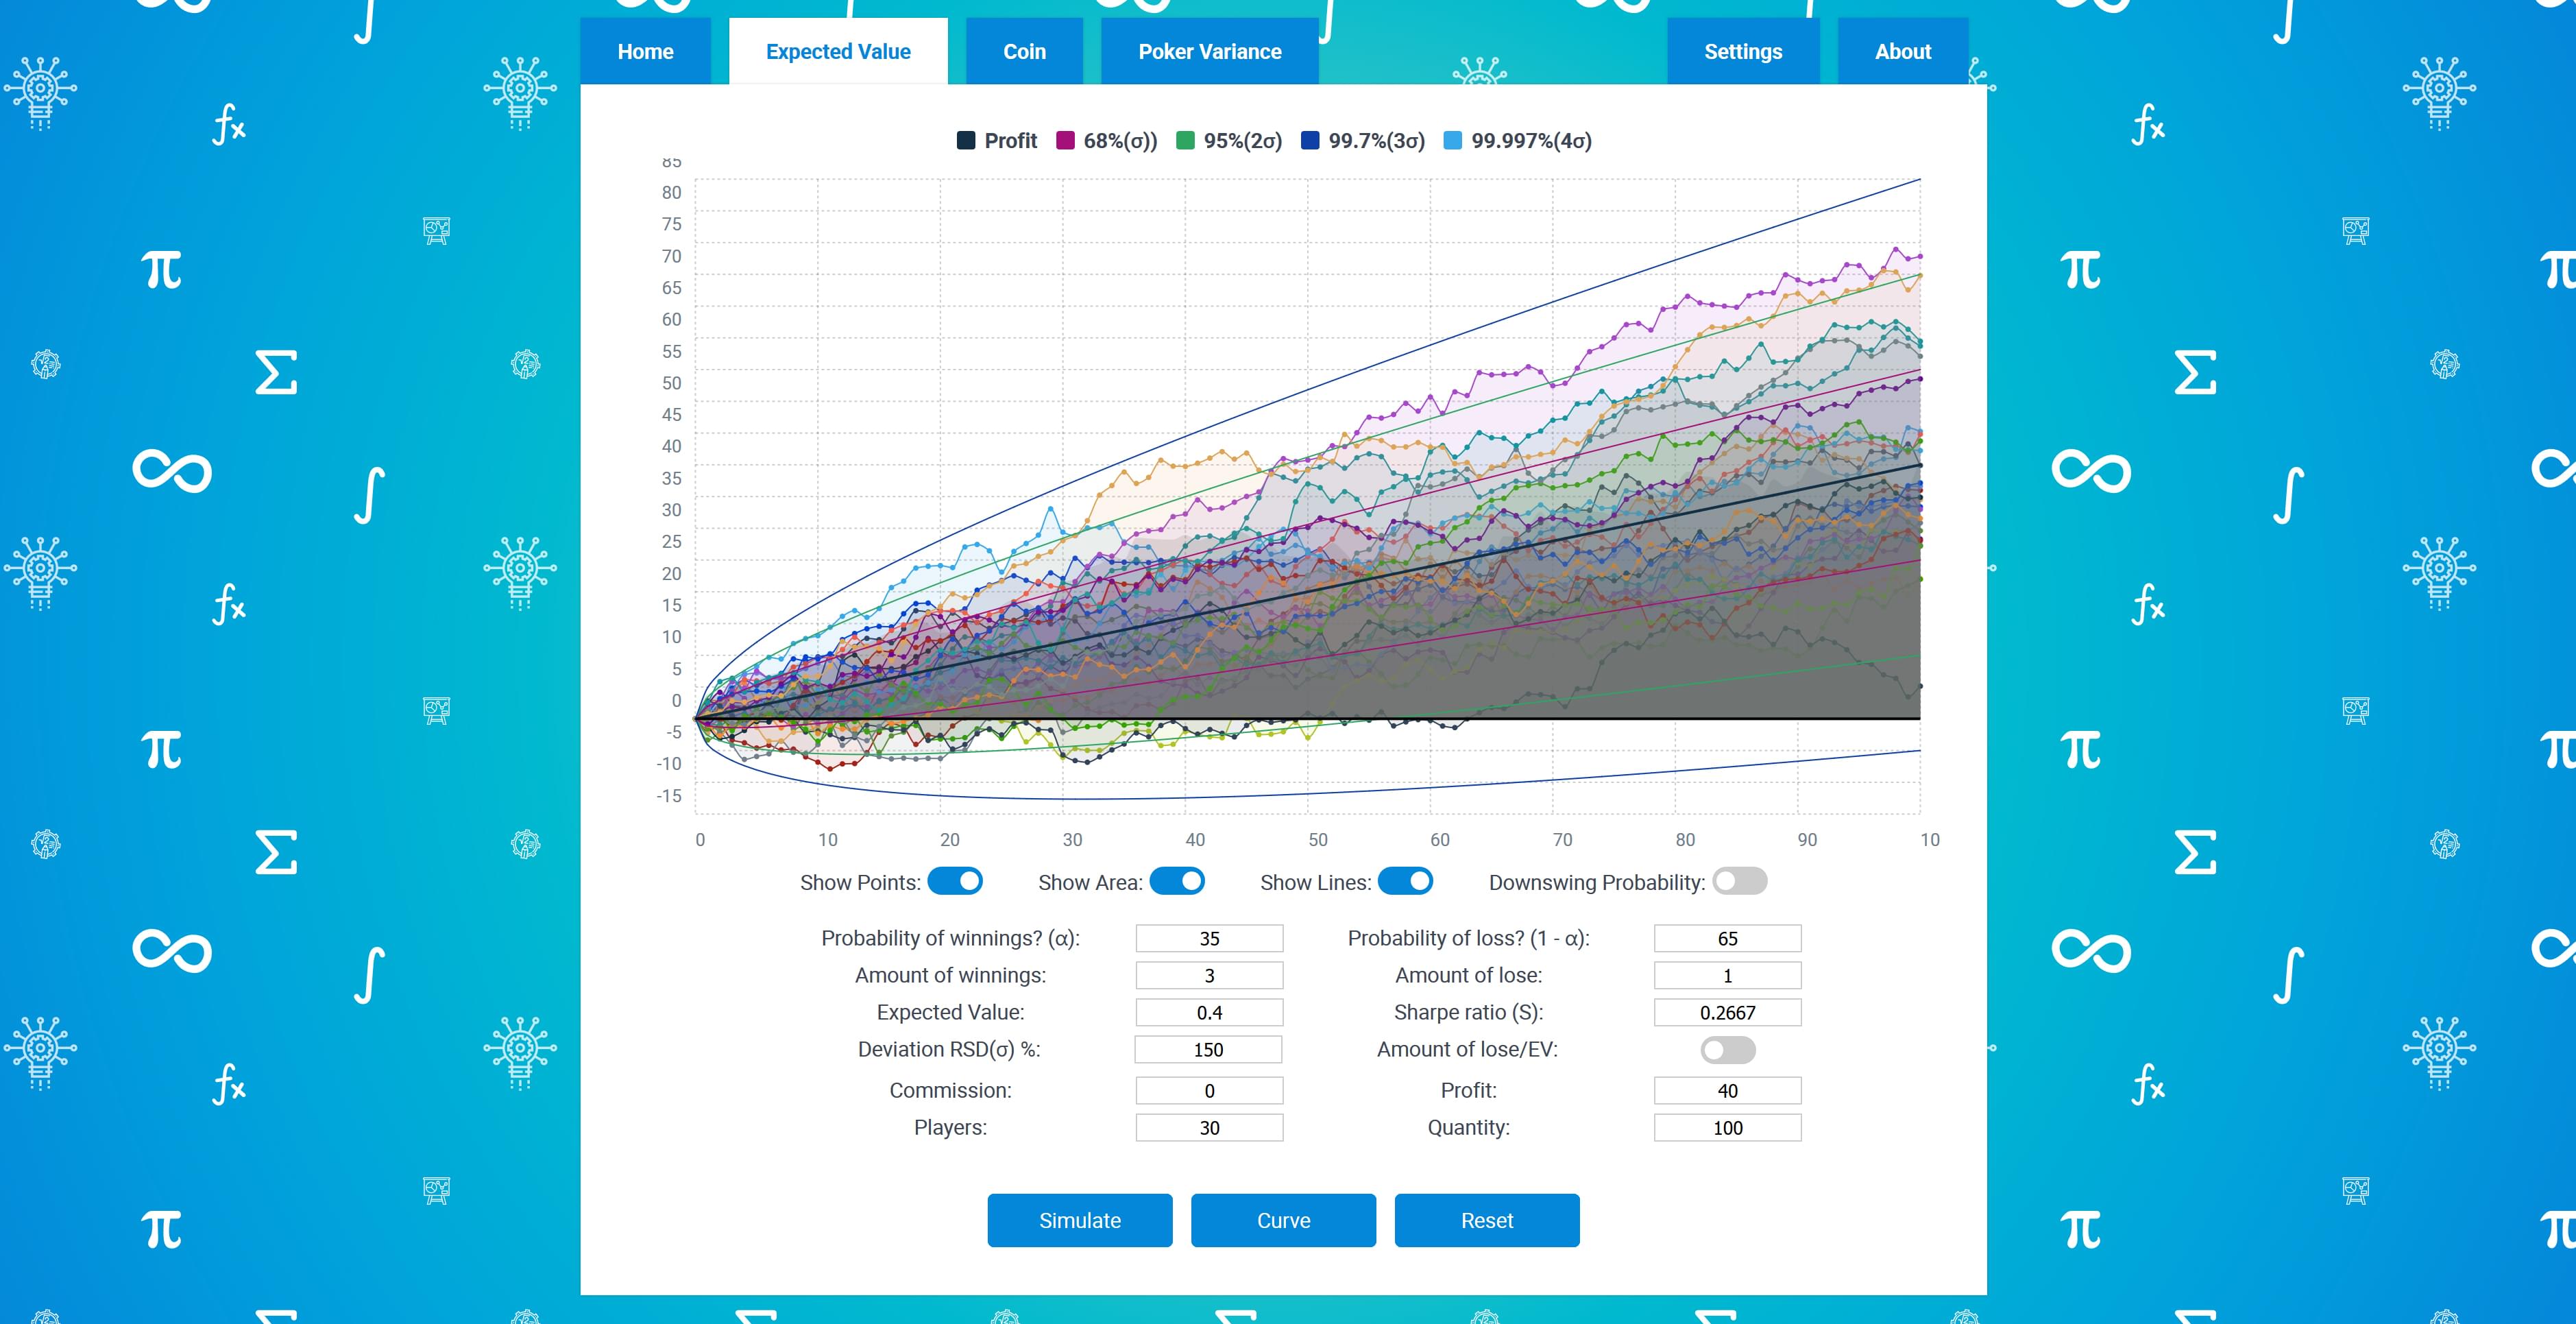 Home Expected Value Coin Poker Variance Settings About
Profit 68%(σ)) 95%(2σ) 99.7%(3σ) 99.997%(4σ)
85
80
75
70
65
60
55
50
45
40
35
30
25
20
15
10
5
0
-5
-10
-15
0 10 20 30 40 50 60 70 80 90 10
Show Points: Show Area: Show Lines: Downswing Probability:
Probability of winnings? (α): 35 Probability of loss? (1 - α): 65
Amount of winnings: 3 Amount of lose: 1
Expected Value: 0.4 Sharpe ratio (S): 0.2667
Deviation RSD(σ) %: 150 Amount of lose/EV:
Commission: 0 Profit: 40
Players: 30 Quantity: 100
Simulate Curve Reset